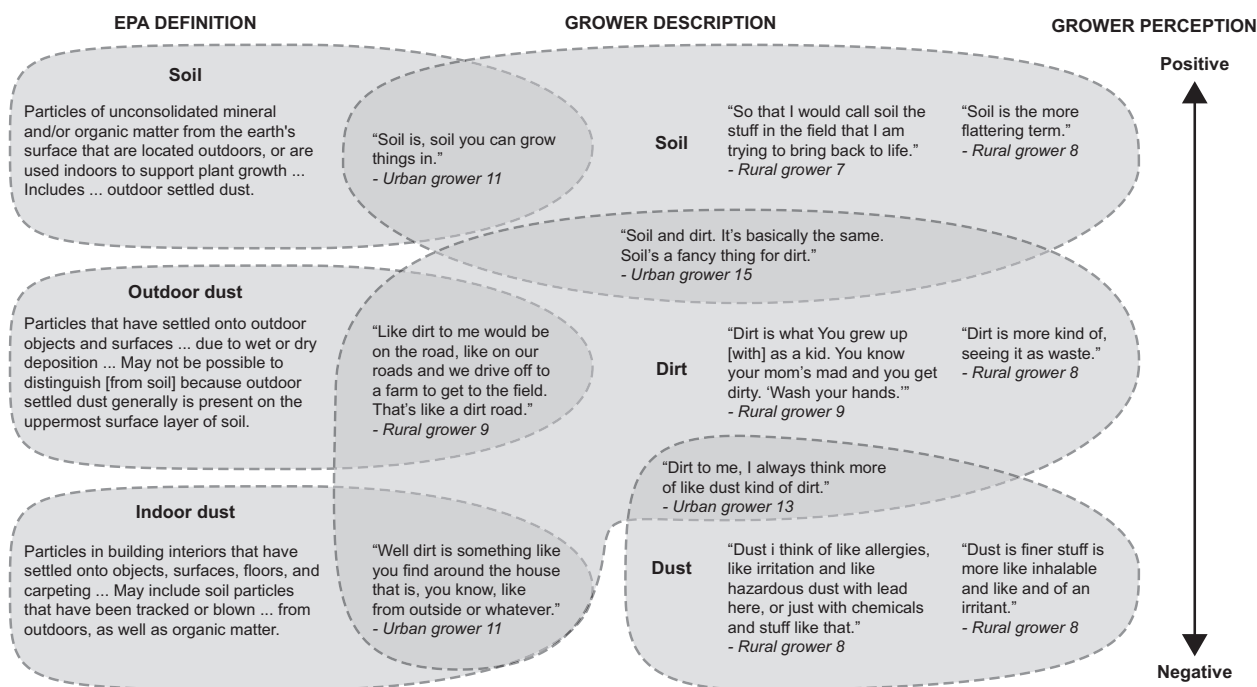 EPA DEFINITION
GROWER DESCRIPTION
GROWER PERCEPTION
Soil
Particles of unconsolidated mineral
and/or organic matter from the earth's
surface that are located outdoors, or are
used indoors to support plant growth ...
Includes ... outdoor settled dust.
“Soil is, soil you can grow
things in.”
- Urban grower 11
Soil
“So that I would call soil the
stuff in the field that I am
trying to bring back to life.”
- Rural grower 7
“Soil is the more
flattering term.”
- Rural grower 8
Positive
“Soil and dirt. It’s basically the same.
Soil’s a fancy thing for dirt.”
- Urban grower 15
Outdoor dust
Particles that have settled onto outdoor
objects and surfaces ... due to wet or dry
deposition ... May not be possible to
distinguish [from soil] because outdoor
settled dust generally is present on the
uppermost surface layer of soil.
“Like dirt to me would be
on the road, like on our
roads and we drive off to
a farm to get to the field.
That’s like a dirt road.”
- Rural grower 9
Dirt
“Dirt is what You grew up
[with] as a kid. You know
your mom’s mad and you get
dirty. ‘Wash your hands.’”
- Rural grower 9
“Dirt is more kind of,
seeing it as waste.”
- Rural grower 8
“Dirt to me, I always think more
of like dust kind of dirt.”
- Urban grower 13
Indoor dust
Particles in building interiors that have
settled onto objects, surfaces, floors, and
carpeting ... May include soil particles
that have been tracked or blown ... from
outdoors, as well as organic matter.
“Well dirt is something like
you find around the house
that is, you know, like
from outside or whatever.”
- Urban grower 11
Dust
“Dust i think of like allergies,
like irritation and like
hazardous dust with lead
here, or just with chemicals
and stuff like that.”
- Rural grower 8
“Dust is finer stuff is
more like inhalable
and like and of an
irritant.”
- Rural grower 8
Negative